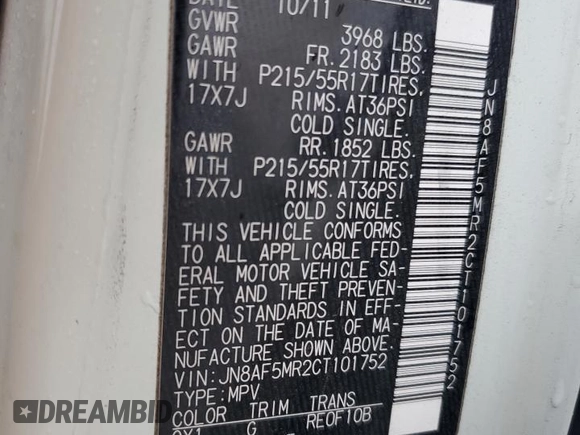 DATE 10/11
GVWR 3968 LBS.
GAWR FR. 2183 LBS.
WITH P215/55R17TIRES,
17X7J RIMS. AT36PSI
COLD SINGLE.
GAWR RR. 1852 LBS.
WITH P215/55R17TIRES,
17X7J RIMS. AT36PSI
COLD SINGLE.
THIS VEHICLE CONFORMS
TO ALL APPLICABLE FED-
ERAL MOTOR VEHICLE SA-
FETY AND THEFT PREVEN-
TION STANDARDS IN EFF-
ECT ON THE DATE OF MA-
NUFACTURE SHOWN ABOVE.
VIN: JN8AF5MR2CT101752
TYPE: MPV
COLOR TRIM TRANS
QX1 G RE0F10B
JN8AF5MR2CT101752
DREAMBID
.COM